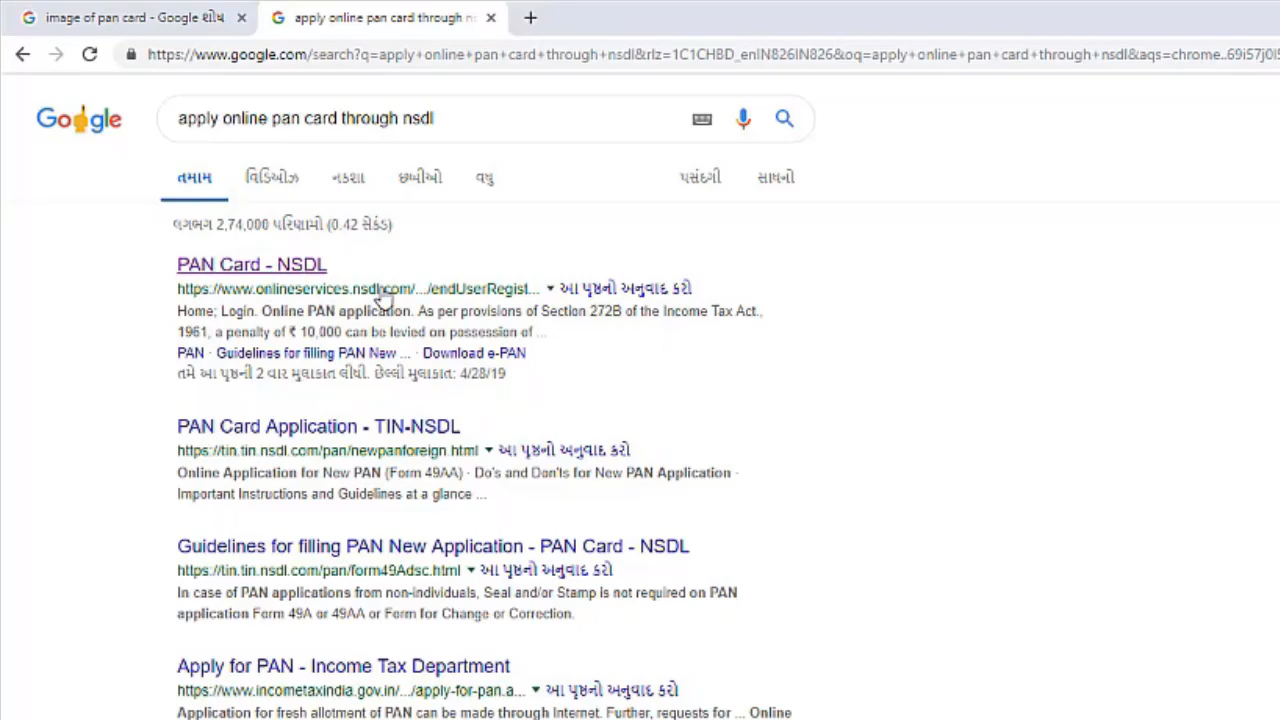 image of pan card - Google શોધ
apply online pan card through n
https://www.google.com/search?q=apply+online+pan+card+through+nsdl&rlz=1C1CHBD_enIN826IN826&oq=apply+online+pan+card+through+nsdl&aqs=chrome..69i57j0l5
Google
apply online pan card through nsdl
તમામ વિડિઓઝ નકશા છબીઓ વધુ પસંદગી સાધનો
લગભગ 2,74,000 પરિણામો (0.42 સેકંડ)
PAN Card - NSDL
https://www.onlineservices.nsdl.com/.../endUserRegist... આ પૃષ્ઠનો અનુવાદ કરો
Home; Login. Online PAN application. As per provisions of Section 272B of the Income Tax Act.,
1961, a penalty of ₹ 10,000 can be levied on possession of ...
PAN · Guidelines for filling PAN New ... · Download e-PAN
તમે આ પૃષ્ઠની 2 વાર મુલાકાત લીધી. છેલ્લી મુલાકાત: 4/28/19
PAN Card Application - TIN-NSDL
https://tin.tin.nsdl.com/pan/newpanforeign.html આ પૃષ્ઠનો અનુવાદ કરો
Online Application for New PAN (Form 49AA) · Do's and Don'ts for New PAN Application ·
Important Instructions and Guidelines at a glance ...
Guidelines for filling PAN New Application - PAN Card - NSDL
https://tin.tin.nsdl.com/pan/form49Adsc.html આ પૃષ્ઠનો અનુવાદ કરો
In case of PAN applications from non-individuals, Seal and/or Stamp is not required on PAN
application Form 49A or 49AA or Form for Change or Correction.
Apply for PAN - Income Tax Department
https://www.incometaxindia.gov.in/.../apply-for-pan.a... આ પૃષ્ઠનો અનુવાદ કરો
Application for fresh allotment of PAN can be made through Internet. Further, requests for ... Online